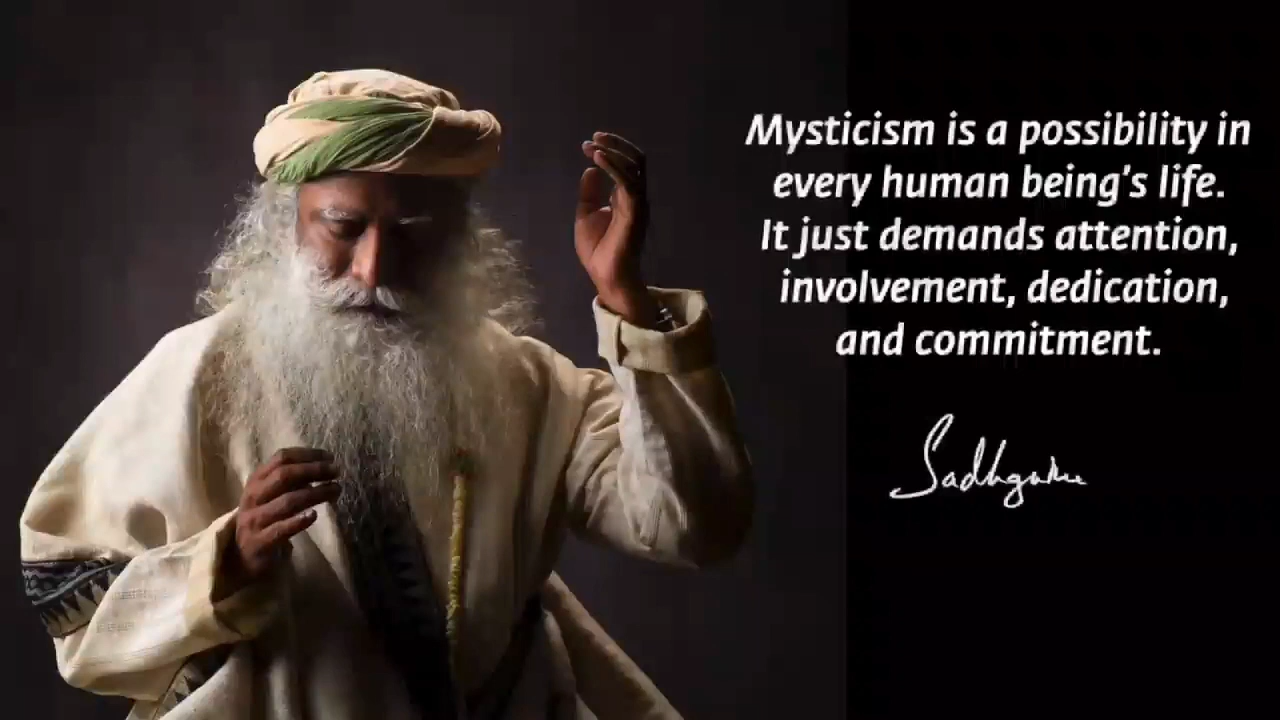 Mysticism is a possibility in
every human being's life.
It just demands attention,
involvement, dedication,
and commitment.
Sadhguru